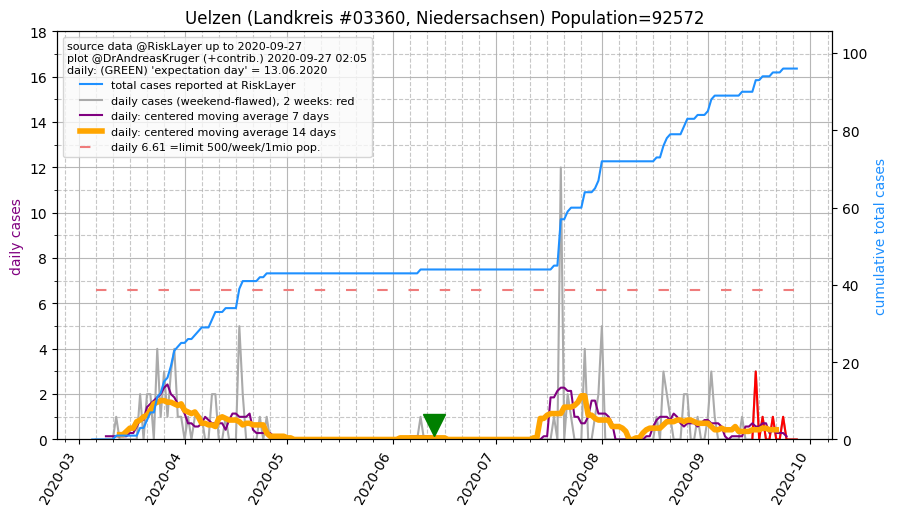 Uelzen (Landkreis #03360, Niedersachsen) Population=92572
source data @RiskLayer up to 2020-09-27
plot @DrAndreasKruger (+contrib.) 2020-09-27 02:05
daily: (GREEN) 'expectation day' = 13.06.2020
total cases reported at RiskLayer
daily cases (weekend-flawed), 2 weeks: red
daily: centered moving average 7 days
daily: centered moving average 14 days
daily 6.61 =limit 500/week/1mio pop.
daily cases
18
16
14
12
10
8
6
4
2
0
100
80
60
40
20
0
cumulative total cases
2020-03
2020-04
2020-05
2020-06
2020-07
2020-08
2020-09
2020-10